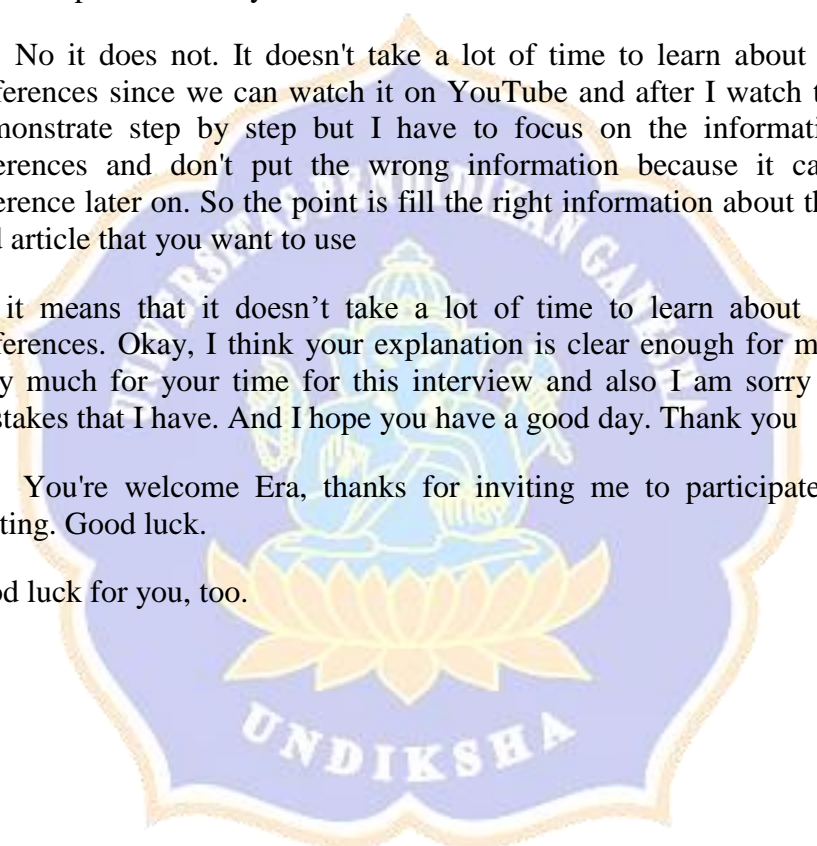 No it does not. It doesn't take a lot of time to learn about
ferences since we can watch it on YouTube and after I watch t
monstrate step by step but I have to focus on the informati
erences and don't put the wrong information because it ca
erence later on. So the point is fill the right information about th
d article that you want to use
it means that it doesn't take a lot of time to learn about
ferences. Okay, I think your explanation is clear enough for m
y much for your time for this interview and also I am sorry
stakes that I have. And I hope you have a good day. Thank you
You're welcome Era, thanks for inviting me to participate
ting. Good luck.
od luck for you, too.
UNIVERSITAS PENDIDIKAN GANESHA
UNDIKSHA